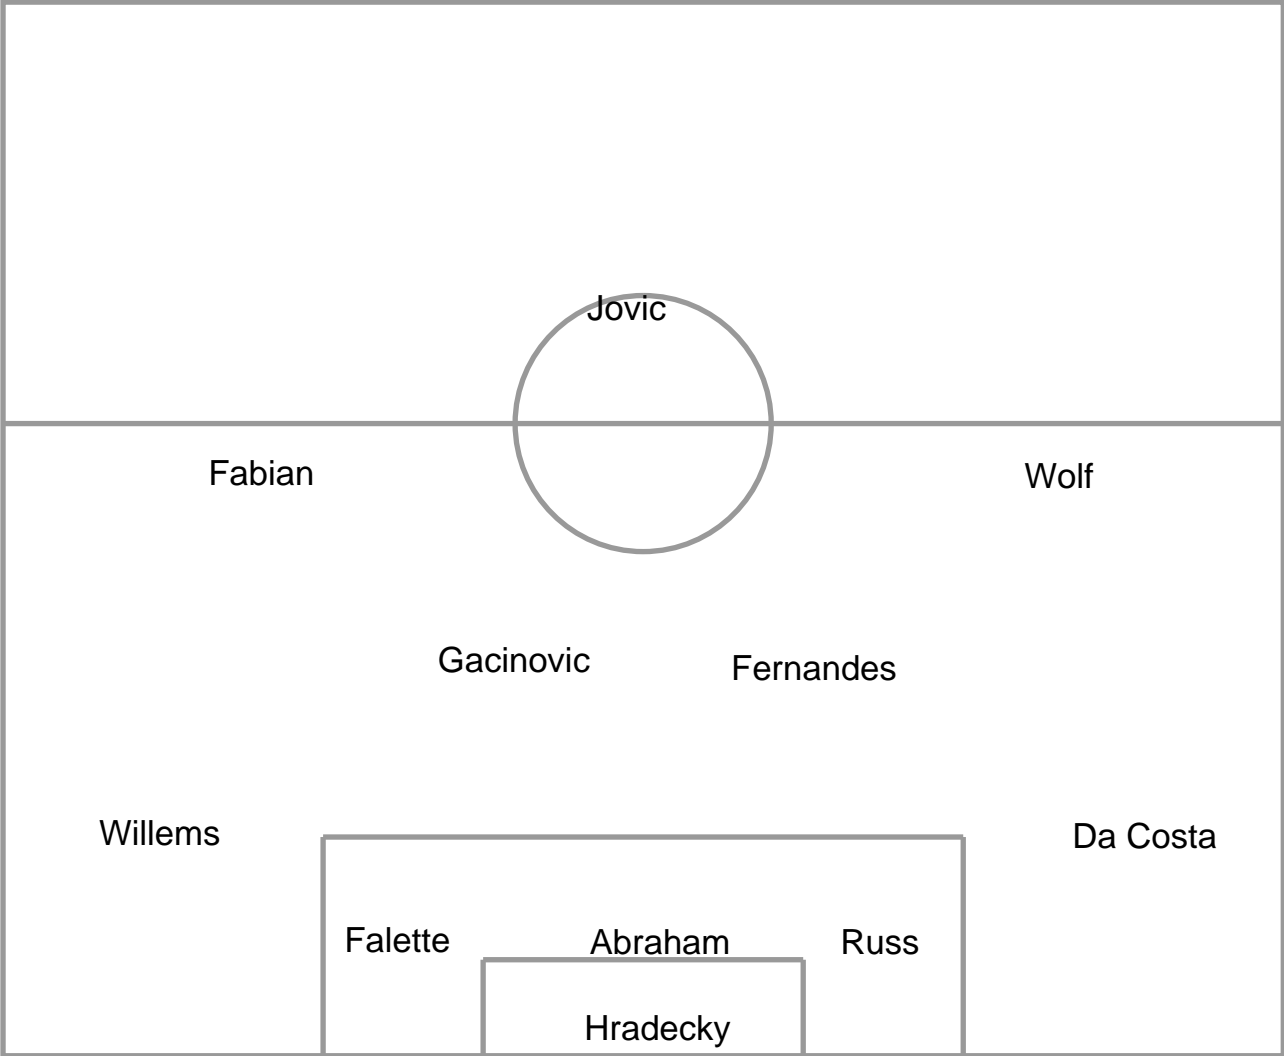 Jovic
Fabian
Wolf
Gacinovic
Fernandes
Willems
Da Costa
Falette
Abraham
Russ
Hradecky